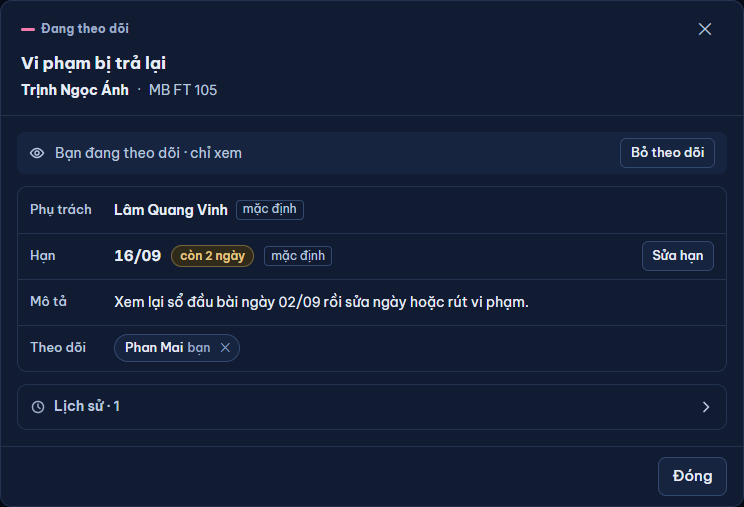 Đang theo dõi
Vi phạm bị trả lại
Trịnh Ngọc Ánh · MB FT 105
Bạn đang theo dõi · chỉ xem
Bỏ theo dõi
Phụ trách Lâm Quang Vinh mặc định
Hạn 16/09 còn 2 ngày mặc định Sửa hạn
Mô tả Xem lại sổ đầu bài ngày 02/09 rồi sửa ngày hoặc rút vi phạm.
Theo dõi Phan Mai bạn
Lịch sử · 1
Đóng